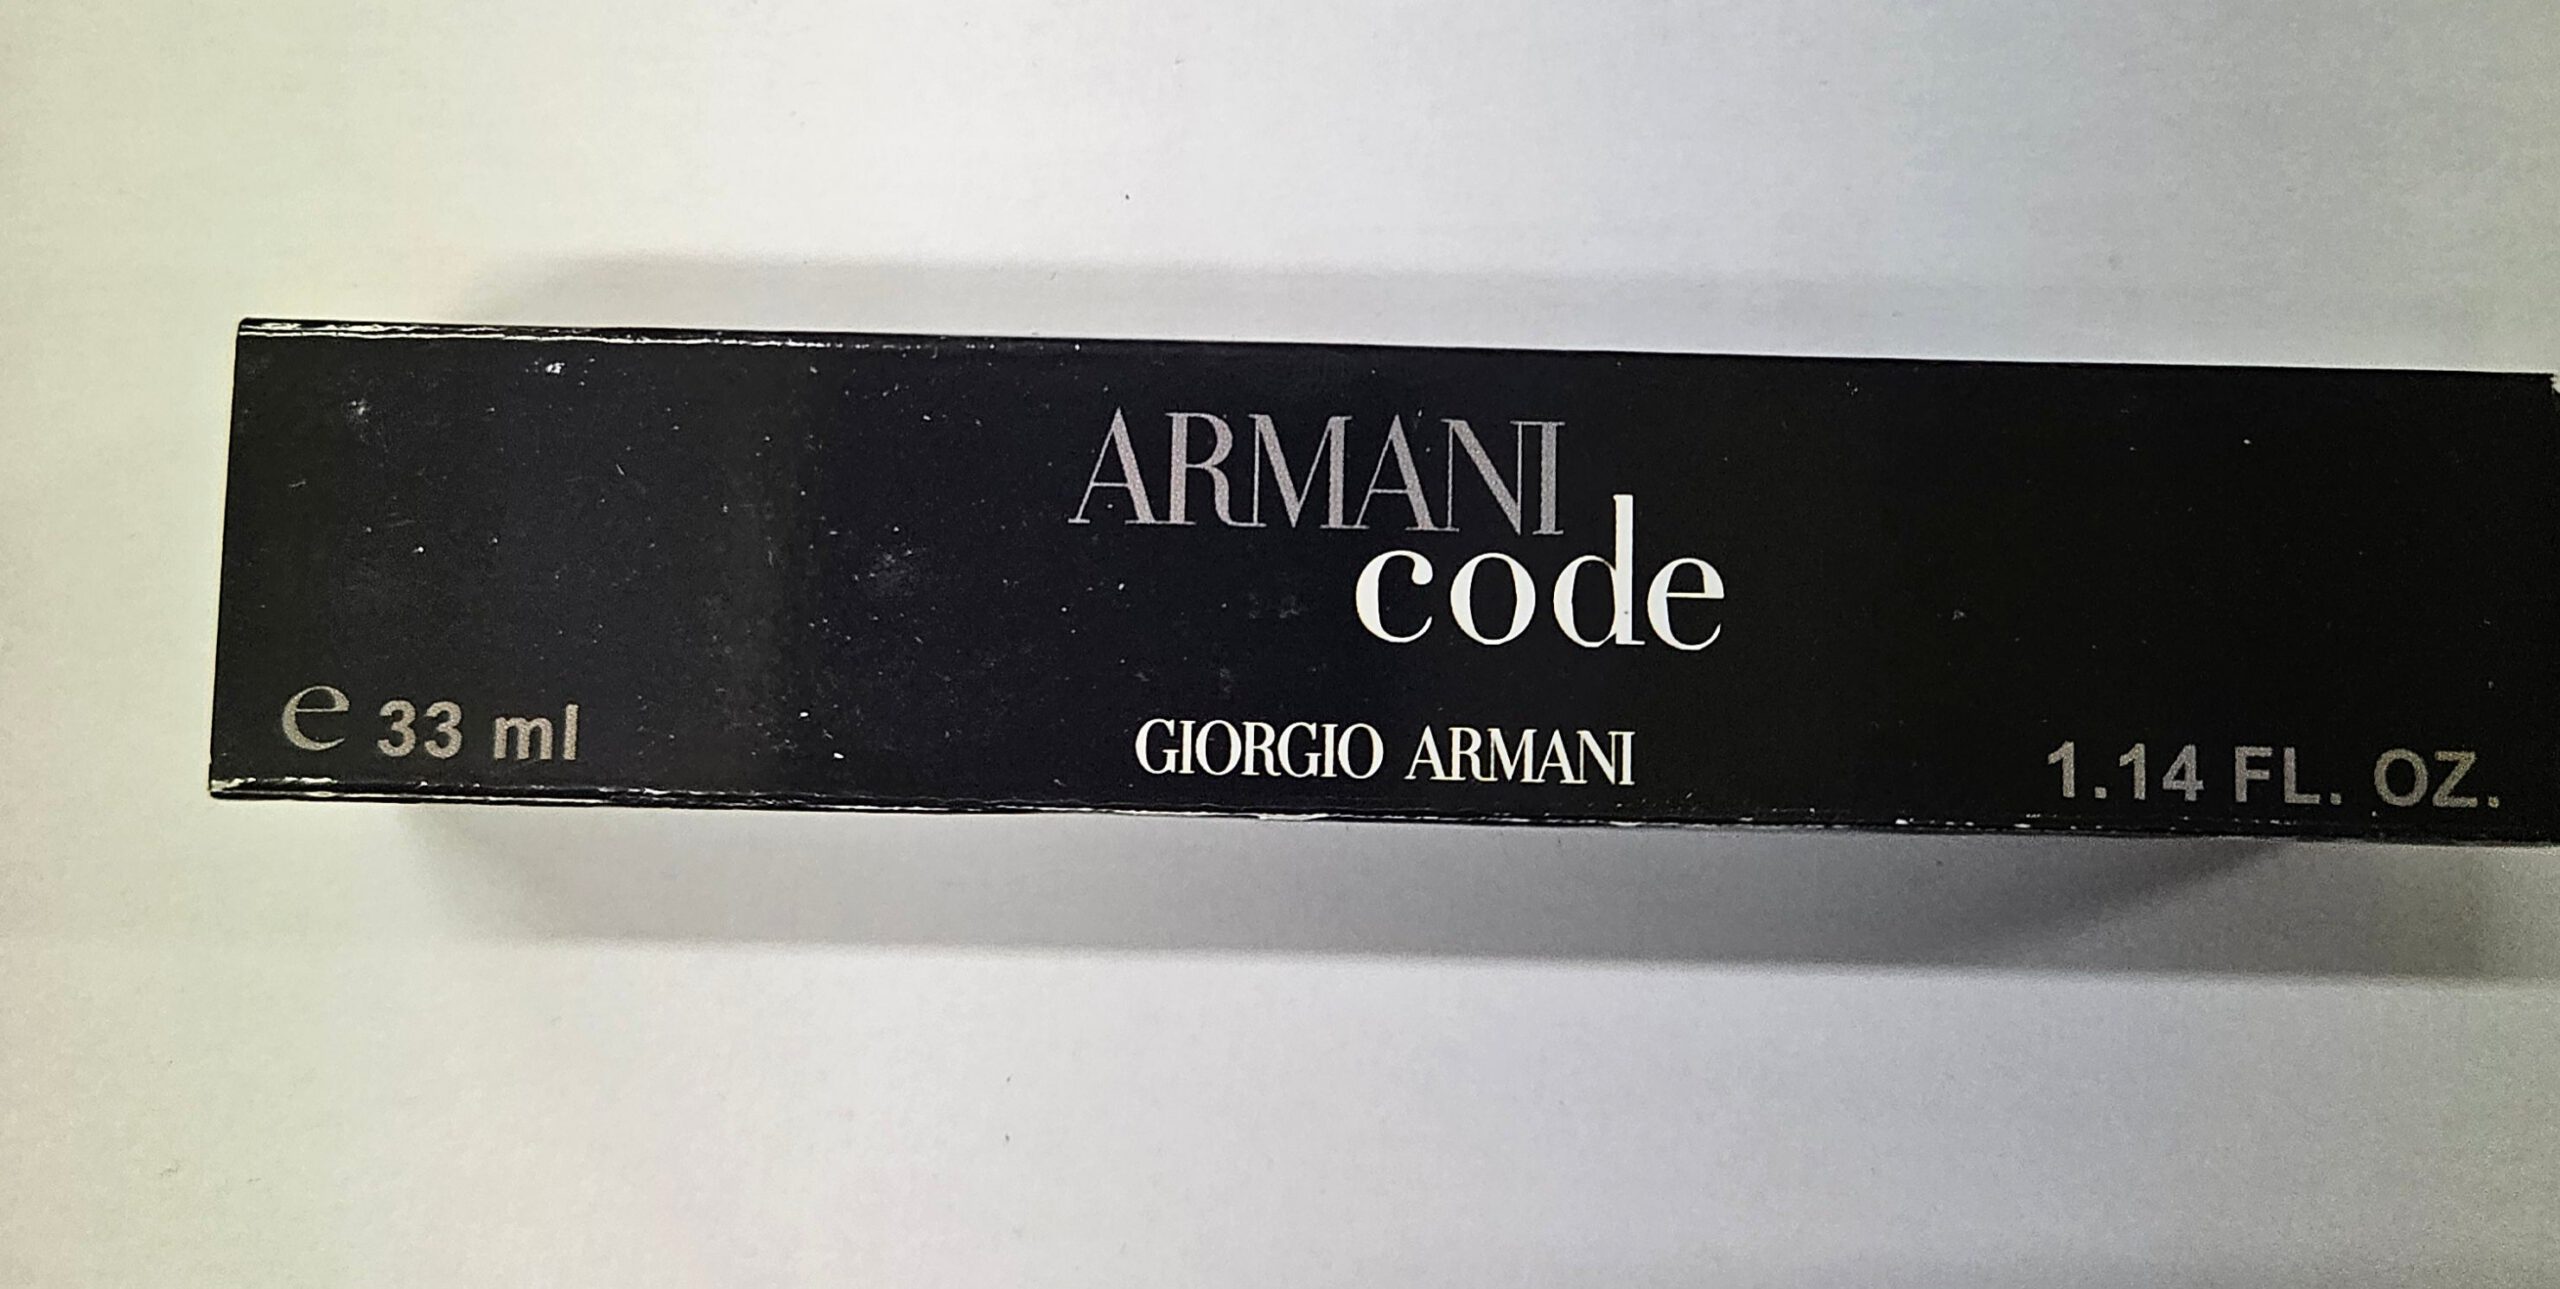 ARMANI
code
GIORGIO ARMANI
e 33 ml
1.14 FL. OZ.